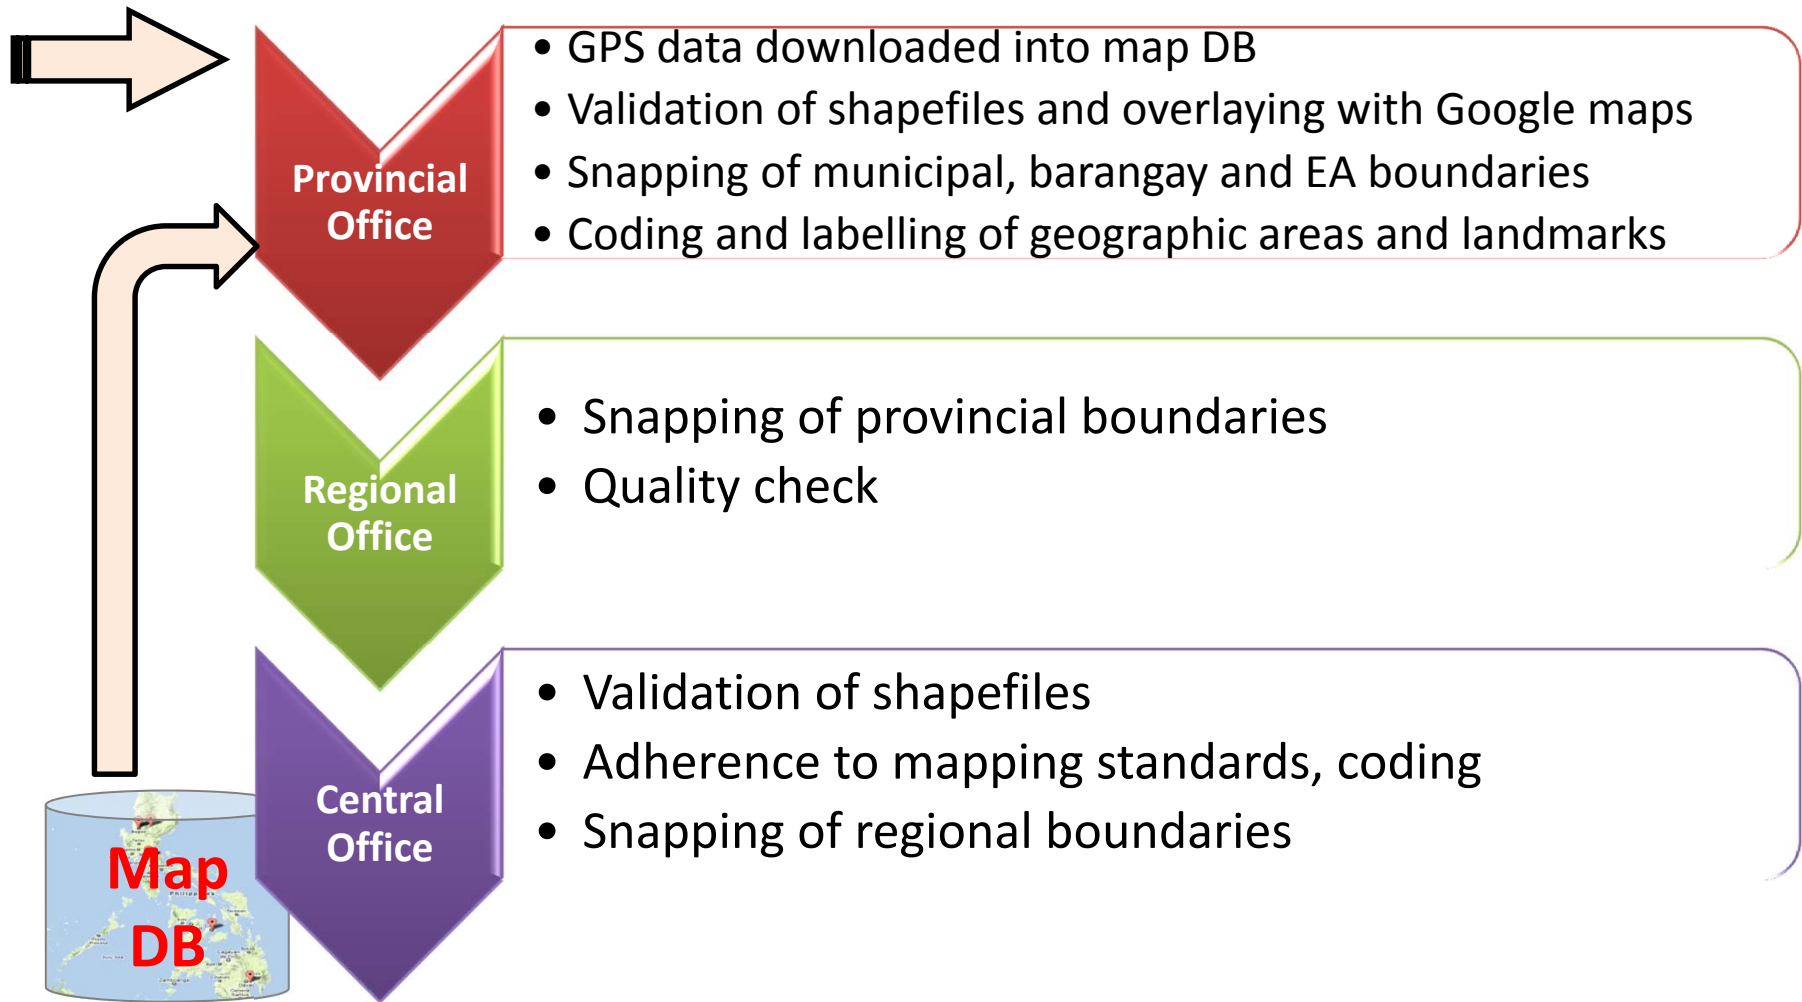 • GPS data downloaded into map DB
• Validation of shapefiles and overlaying with Google maps
• Snapping of municipal, barangay and EA boundaries
• Coding and labelling of geographic areas and landmarks
Provincial
Office
• Snapping of provincial boundaries
• Quality check
Regional
Office
• Validation of shapefiles
• Adherence to mapping standards, coding
• Snapping of regional boundaries
Central
Office
Map
DB